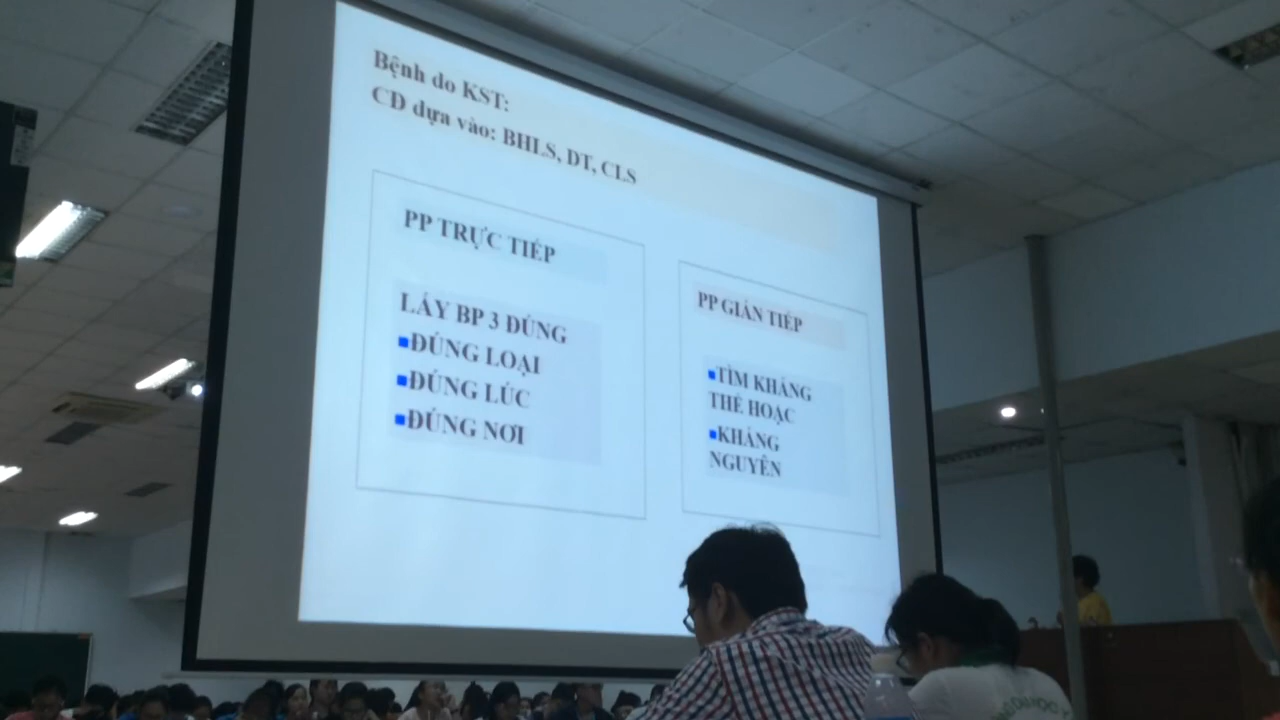 Bệnh do KST:
CĐ dựa vào: BHLS, DT, CLS
PP TRỰC TIẾP
LẤY BP 3 ĐÚNG
ĐÚNG LOẠI
ĐÚNG LÚC
ĐÚNG NƠI
PP GIÁN TIẾP
TÌM KHÁNG
THỂ HOẶC
KHÁNG
NGUYÊN